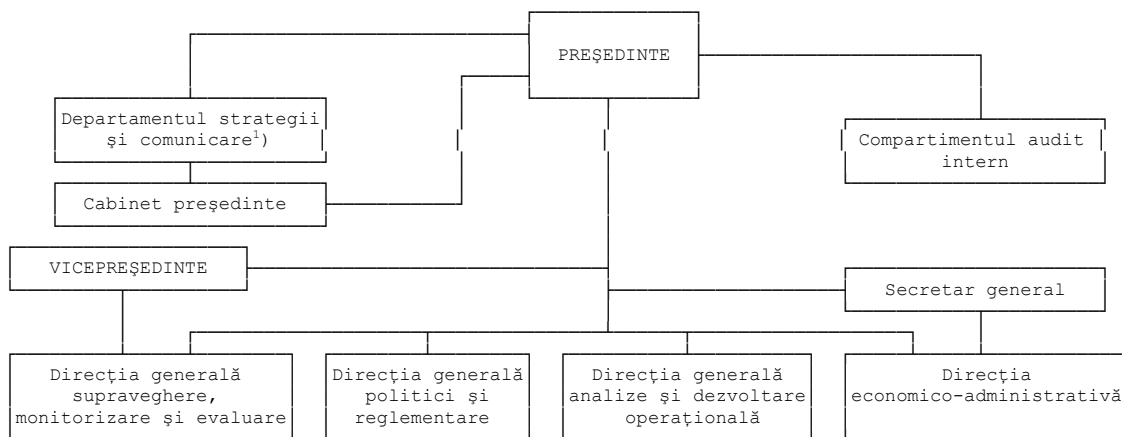 PREŞEDINTE
Departamentul strategii
şi comunicare¹)
Compartimentul audit
intern
Cabinet preşedinte
VICEPREŞEDINTE
Secretar general
Direcţia generală
supraveghere,
monitorizare şi evaluare
Direcţia generală
politici şi
reglementare
Direcţia generală
analize şi dezvoltare
operaţională
Direcţia
economico-administrativă